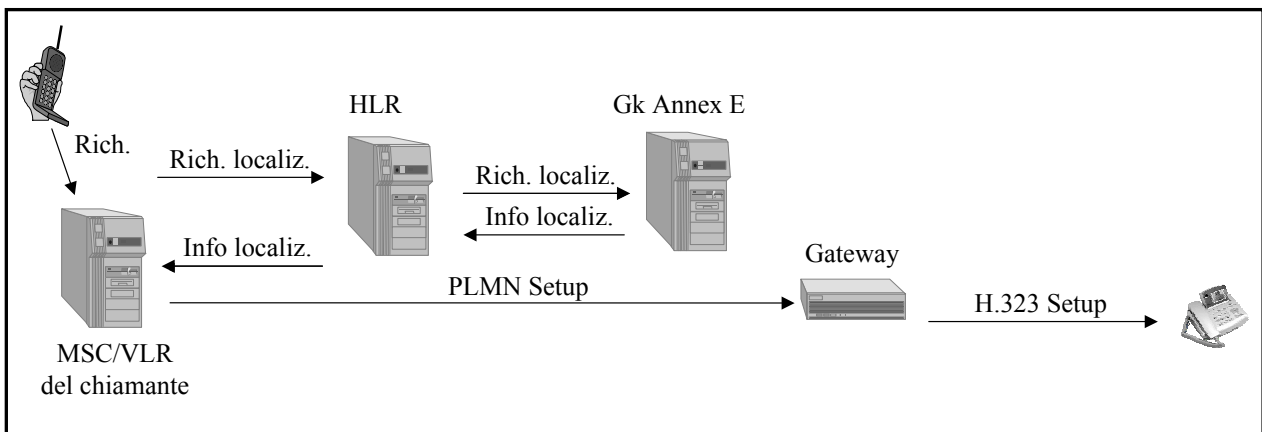 HLR
Gk Annex E
Rich.
Rich. localiz.
Rich. localiz.
Info localiz.
Info localiz.
Gateway
PLMN Setup
H.323 Setup
MSC/VLR
del chiamante